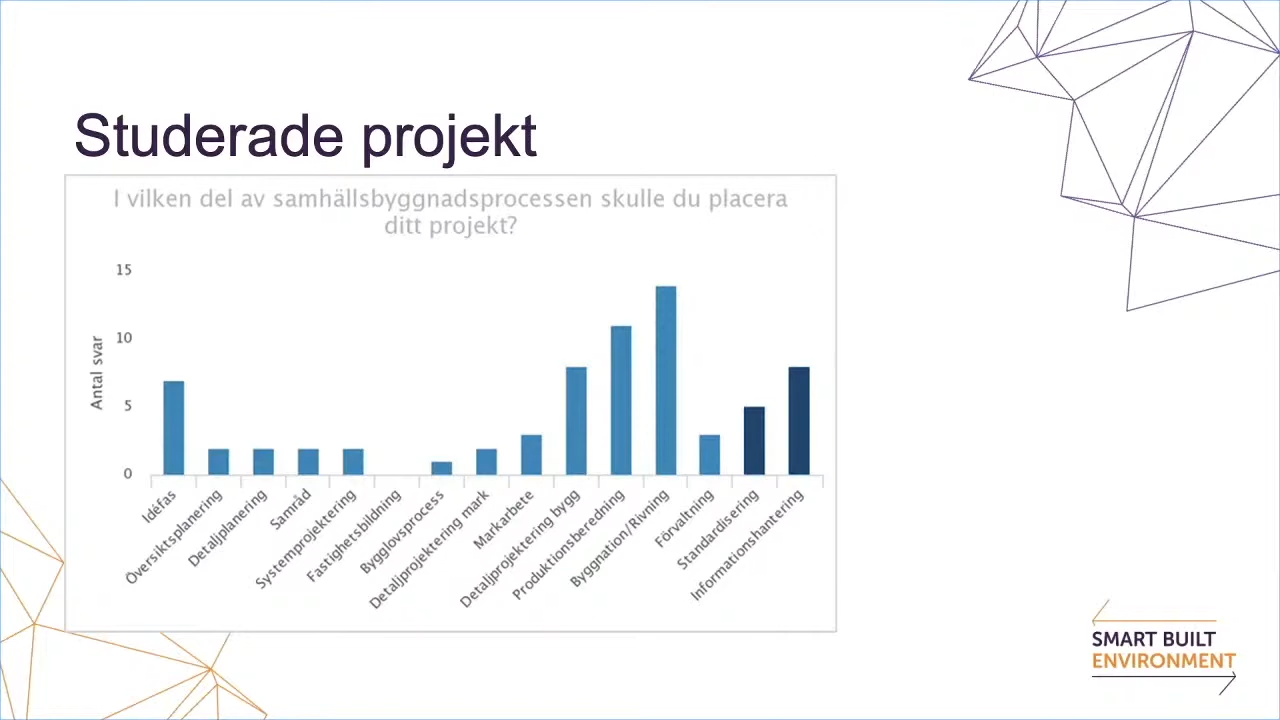 Studerade projekt
I vilken del av samhällsbyggnadsprocessen skulle du placera
ditt projekt?
15
10
5
0
Antal svar
Idéfas
Översiktsplanering
Detaljplanering
Samråd
Systemprojektering
Fastighetsbildning
Bygglovsprocess
Detaljprojektering mark
Markarbete
Detaljprojektering bygg
Produktionsberedning
Byggnation/Rivning
Förvaltning
Standardisering
Informationshantering
SMART BUILT
ENVIRONMENT